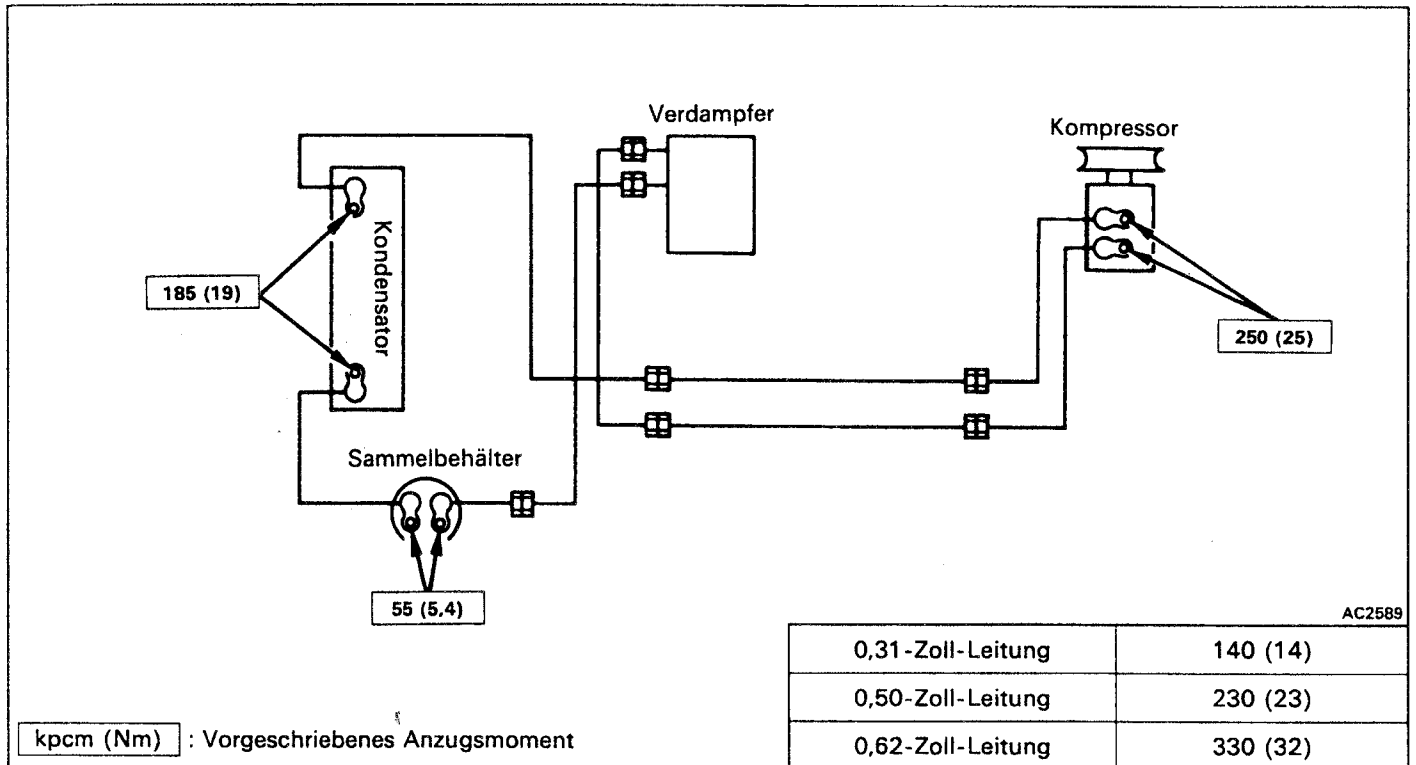 Verdampfer
Kompressor
Kondensator
185 (19)
250 (25)
Sammelbehälter
55 (5,4)
AC2589
0,31-Zoll-Leitung 140 (14)
0,50-Zoll-Leitung 230 (23)
0,62-Zoll-Leitung 330 (32)
kpcm (Nm) : Vorgeschriebenes Anzugsmoment